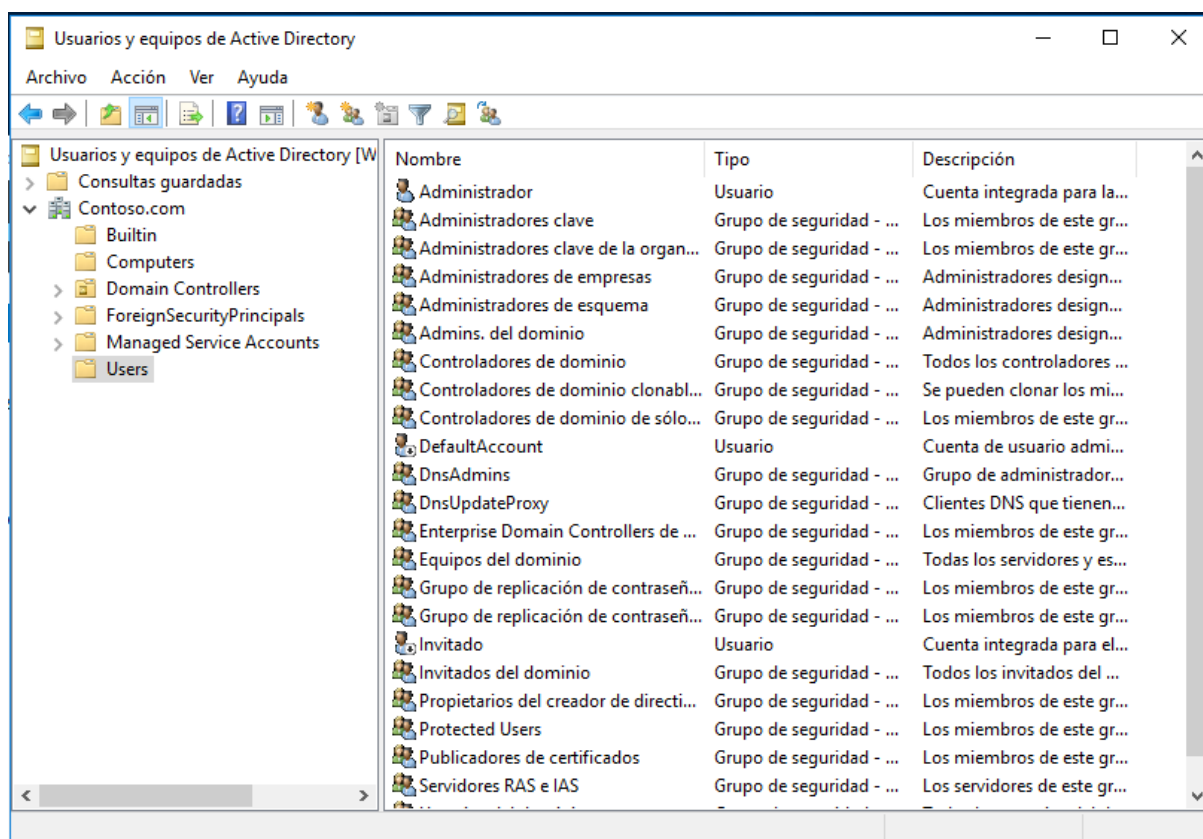 Usuarios y equipos de Active Directory
Archivo Acción Ver Ayuda
Usuarios y equipos de Active Directory [W
Consultas guardadas
Contoso.com
Builtin
Computers
Domain Controllers
ForeignSecurityPrincipals
Managed Service Accounts
Users
Nombre Tipo Descripción
Administrador Usuario Cuenta integrada para la...
Administradores clave Grupo de seguridad - ... Los miembros de este gr...
Administradores clave de la organ... Grupo de seguridad - ... Los miembros de este gr...
Administradores de empresas Grupo de seguridad - ... Administradores design...
Administradores de esquema Grupo de seguridad - ... Administradores design...
Admins. del dominio Grupo de seguridad - ... Administradores design...
Controladores de dominio Grupo de seguridad - ... Todos los controladores ...
Controladores de dominio clonabl... Grupo de seguridad - ... Se pueden clonar los mi...
Controladores de dominio de sólo... Grupo de seguridad - ... Los miembros de este gr...
DefaultAccount Usuario Cuenta de usuario admi...
DnsAdmins Grupo de seguridad - ... Grupo de administrador...
DnsUpdateProxy Grupo de seguridad - ... Clientes DNS que tienen...
Enterprise Domain Controllers de ... Grupo de seguridad - ... Los miembros de este gr...
Equipos del dominio Grupo de seguridad - ... Todas los servidores y es...
Grupo de replicación de contraseñ... Grupo de seguridad - ... Los miembros de este gr...
Grupo de replicación de contraseñ... Grupo de seguridad - ... Los miembros de este gr...
Invitado Usuario Cuenta integrada para el...
Invitados del dominio Grupo de seguridad - ... Todos los invitados del ...
Propietarios del creador de directi... Grupo de seguridad - ... Los miembros de este gr...
Protected Users Grupo de seguridad - ... Los miembros de este gr...
Publicadores de certificados Grupo de seguridad - ... Los miembros de este gr...
Servidores RAS e IAS Grupo de seguridad - ... Los servidores de este gr...